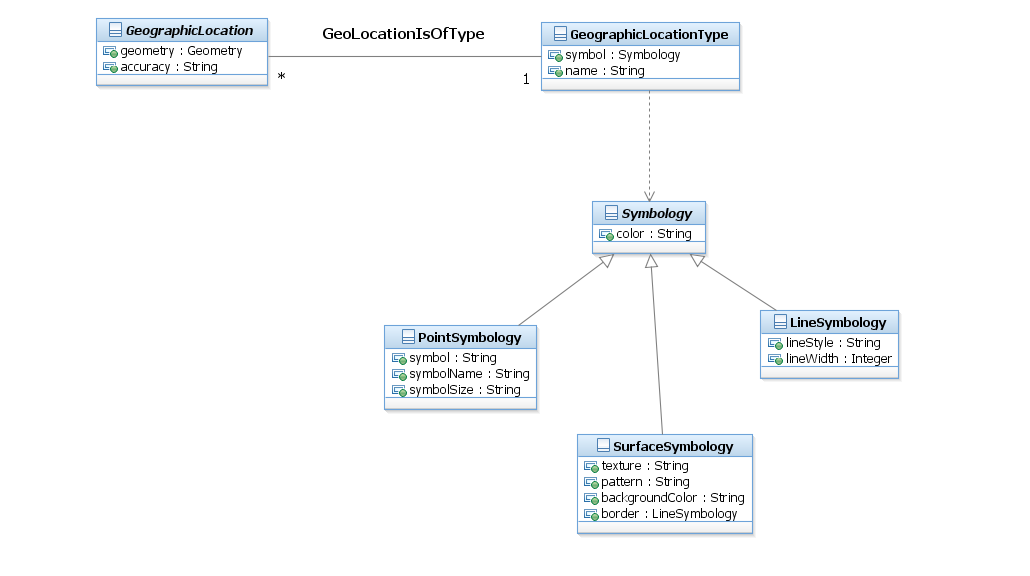 GeographicLocation
geometry : Geometry
accuracy : String
GeoLocationIsOfType
*
1
GeographicLocationType
symbol : Symbology
name : String
Symbology
color : String
PointSymbology
symbol : String
symbolName : String
symbolSize : String
LineSymbology
lineStyle : String
lineWidth : Integer
SurfaceSymbology
texture : String
pattern : String
backgroundColor : String
border : LineSymbology